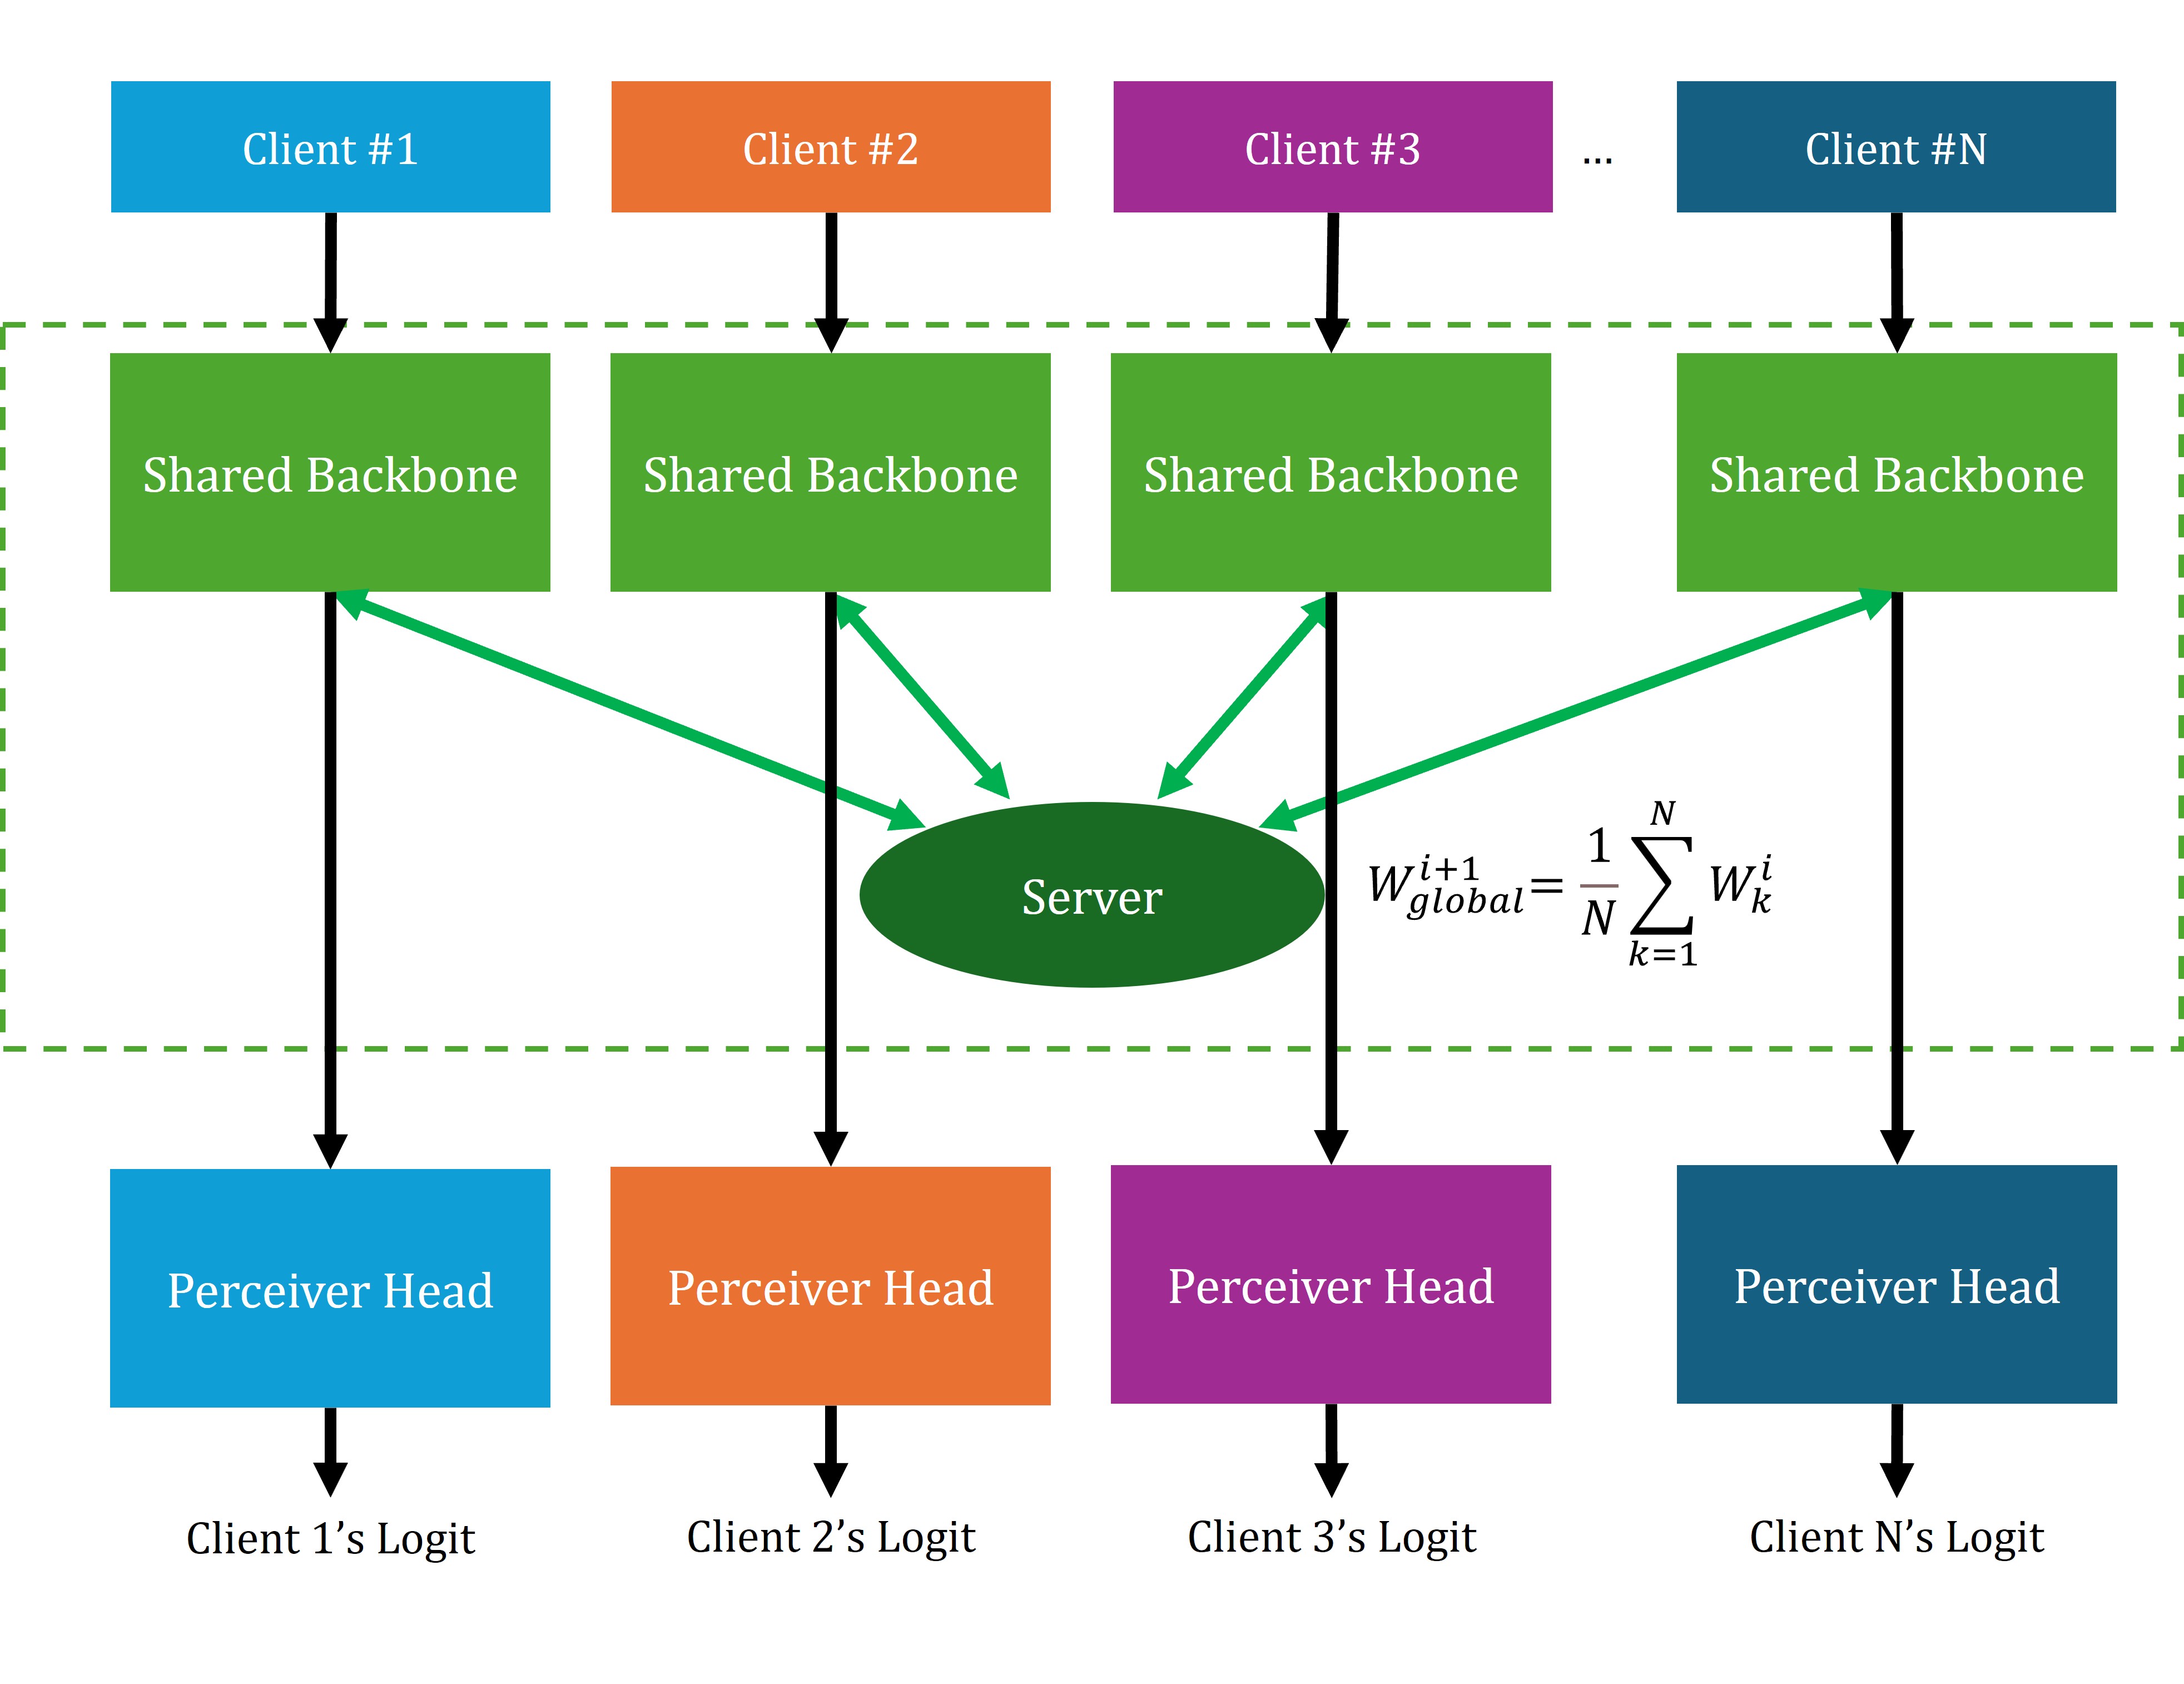 Client #1
Client #2
Client #3
...
Client #N
Shared Backbone
Shared Backbone
Shared Backbone
Shared Backbone
Server
W_{global}^{i+1} = \frac{1}{N} \sum_{k=1}^{N} W_k^i
Perceiver Head
Perceiver Head
Perceiver Head
Perceiver Head
Client 1’s Logit
Client 2’s Logit
Client 3’s Logit
Client N’s Logit